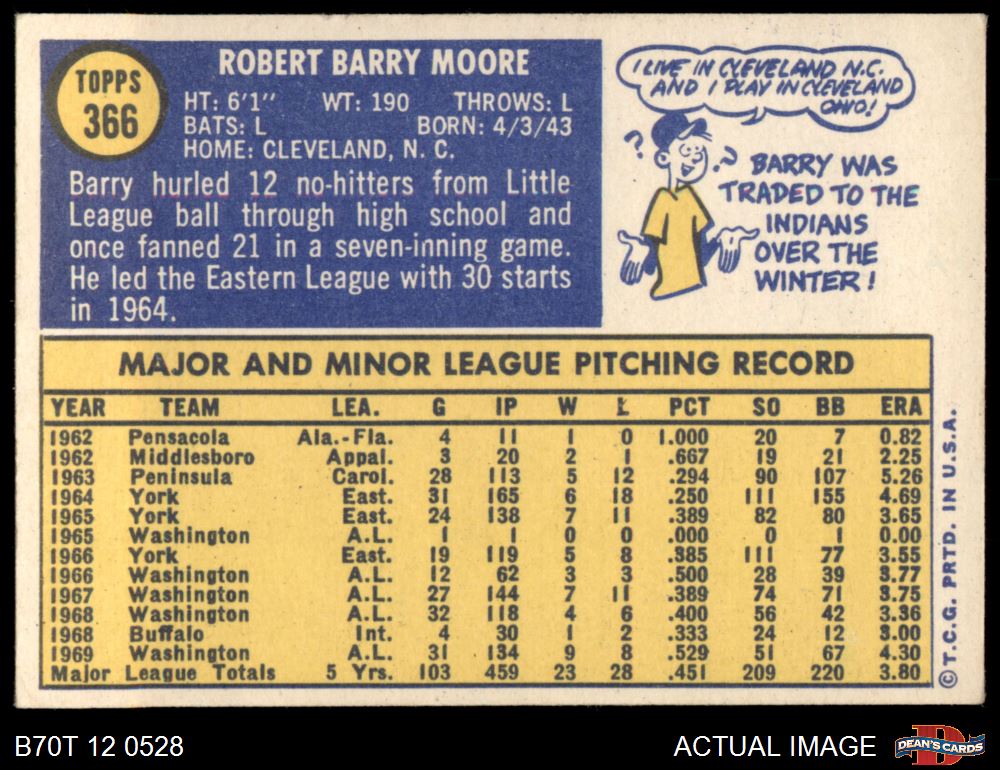 TOPPS
366
ROBERT BARRY MOORE
HT: 6'1" WT: 190 THROWS: L
BATS: L BORN: 4/3/43
HOME: CLEVELAND, N. C.
Barry hurled 12 no-hitters from Little
League ball through high school and
once fanned 21 in a seven-inning game.
He led the Eastern League with 30 starts
in 1964.
I LIVE IN CLEVELAND N.C.
AND I PLAY IN CLEVELAND
OHIO!
? ?
BARRY WAS
TRADED TO THE
INDIANS
OVER THE
WINTER!
MAJOR AND MINOR LEAGUE PITCHING RECORD
YEAR TEAM LEA. G IP W L PCT SO BB ERA
1962 Pensacola Ala.-Fla. 4 11 1 0 1.000 20 7 0.82
1962 Middlesboro Appal. 3 20 2 1 .667 19 21 2.25
1963 Peninsula Carol. 28 113 5 12 .294 90 107 5.26
1964 York East. 31 165 6 18 .250 111 155 4.69
1965 York East. 24 138 7 11 .389 82 80 3.65
1965 Washington A.L. 1 1 0 0 .000 0 1 0.00
1966 York East. 19 119 5 8 .385 111 77 3.55
1966 Washington A.L. 12 62 3 3 .500 28 39 3.77
1967 Washington A.L. 27 144 7 11 .389 74 71 3.75
1968 Washington A.L. 32 118 4 6 .400 56 42 3.36
1968 Buffalo Int. 4 30 1 2 .333 24 12 3.00
1969 Washington A.L. 31 134 9 8 .529 51 67 4.30
Major League Totals 5 Yrs. 103 459 23 28 .451 209 220 3.80
©T.C.G. PRTD. IN U.S.A.
B70T 12 0528
ACTUAL IMAGE
D
DEAN'S CARDS